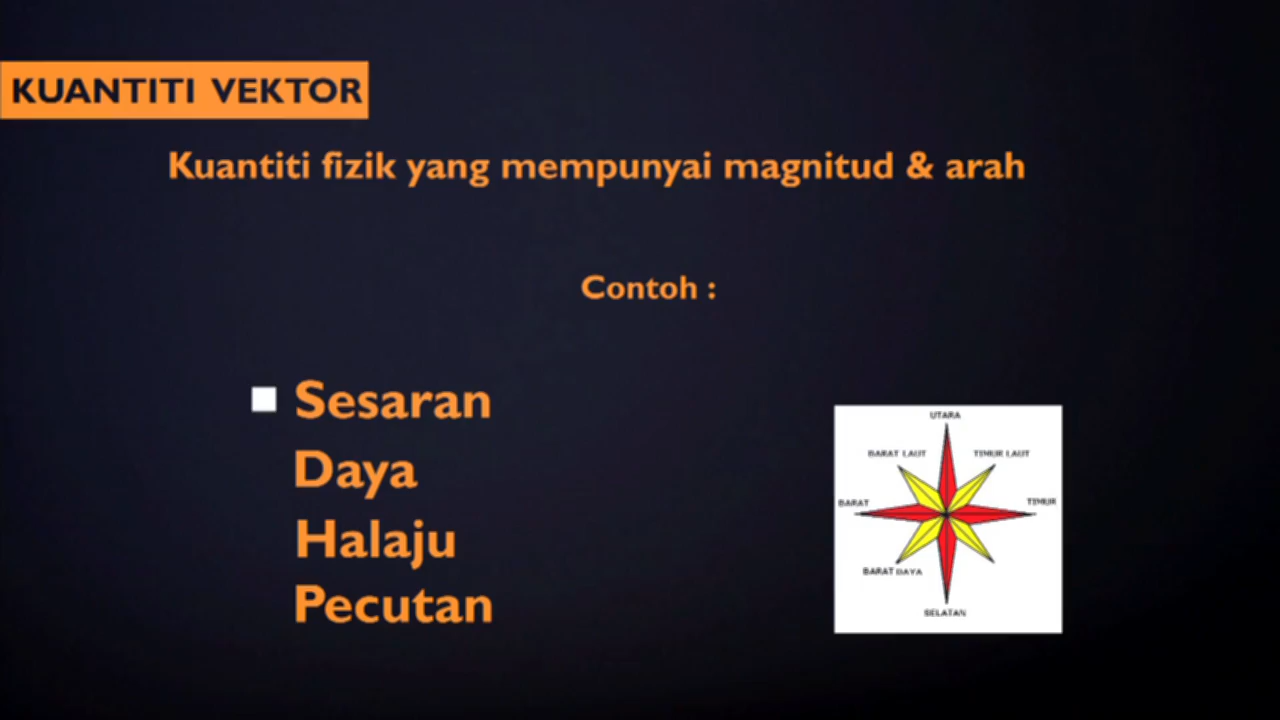 KUANTITI VEKTOR
Kuantiti fizik yang mempunyai magnitud & arah
Contoh :
Sesaran
Daya
Halaju
Pecutan
UTARA
BARAT LAUT
TIMUR LAUT
BARAT
TIMUR
BARAT DAYA
SELATAN